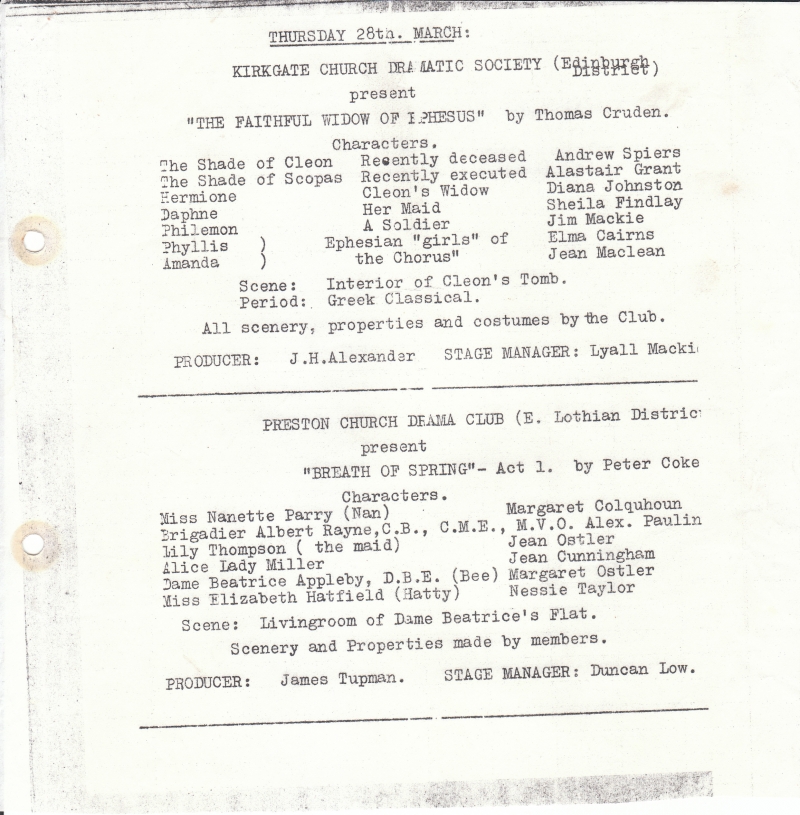 THURSDAY 28th. MARCH:
KIRKGATE CHURCH DRAMATIC SOCIETY (Edinburgh District)
present
"THE FAITHFUL WIDOW OF EPHESUS" by Thomas Cruden.
Characters.
The Shade of Cleon Recently deceased Andrew Spiers
The Shade of Scopas Recently executed Alastair Grant
Hermione Cleon's Widow Diana Johnston
Daphne Her Maid Sheila Findlay
Philemon A Soldier Jim Mackie
Phyllis ) Ephesian "girls" of Elma Cairns
Amanda ) the Chorus" Jean Maclean
Scene: Interior of Cleon's Tomb.
Period: Greek Classical.
All scenery, properties and costumes by the Club.
PRODUCER: J.H.Alexander STAGE MANAGER: Lyall Macki
PRESTON CHURCH DRAMA CLUB (E. Lothian Distric
present
"BREATH OF SPRING"- Act 1. by Peter Coke
Characters.
Miss Nanette Parry (Nan) Margaret Colquhoun
Brigadier Albert Rayne,C.B., C.M.E., M.V.O. Alex. Paulin
Lily Thompson ( the maid) Jean Ostler
Alice Lady Miller Jean Cunningham
Dame Beatrice Appleby, D.B.E. (Bee) Margaret Ostler
Miss Elizabeth Hatfield (Hatty) Nessie Taylor
Scene: Livingroom of Dame Beatrice's Flat.
Scenery and Properties made by members.
PRODUCER: James Tupman. STAGE MANAGER: Duncan Low.